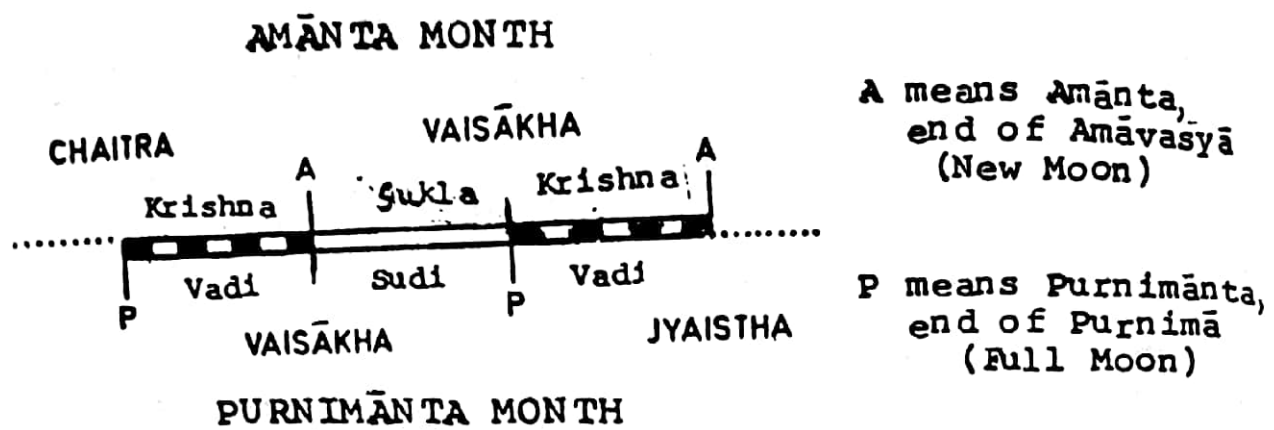 AMĀNTA MONTH
CHAITRA
VAISĀKHA
A
A
Krishna
Śukla
Krishna
Vadi
Sudi
Vadi
P
P
VAISĀKHA
JYAISTHA
PURNIMĀNTA MONTH
A means Amānta,
end of Amāvaśyā
(New Moon)
P means Purnimānta,
end of Purnimā
(Full Moon)